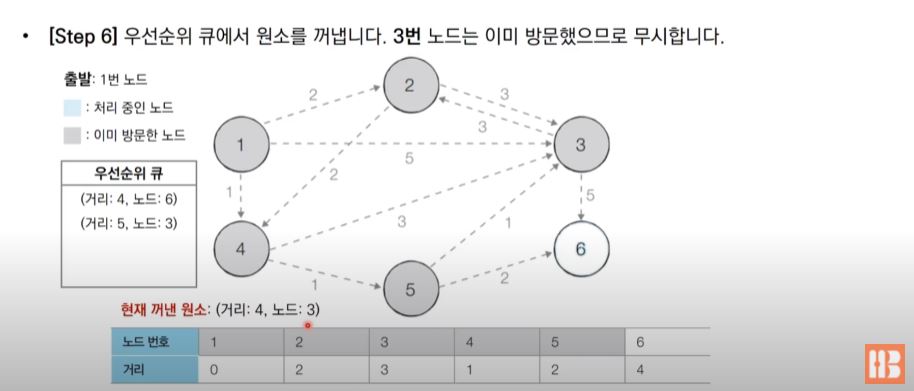 • [Step 6] 우선순위 큐에서 원소를 꺼냅니다. 3번 노드는 이미 방문했으므로 무시합니다.
출발: 1번 노드
: 처리 중인 노드
: 이미 방문한 노드
우선순위 큐
(거리: 4, 노드: 6)
(거리: 5, 노드: 3)
2
2
3
3
1
5
3
1
2
5
4
3
1
6
1
5
2
현재 꺼낸 원소: (거리: 4, 노드: 3)
노드 번호 1 2 3 4 5 6
거리 0 2 3 1 2 4
HB